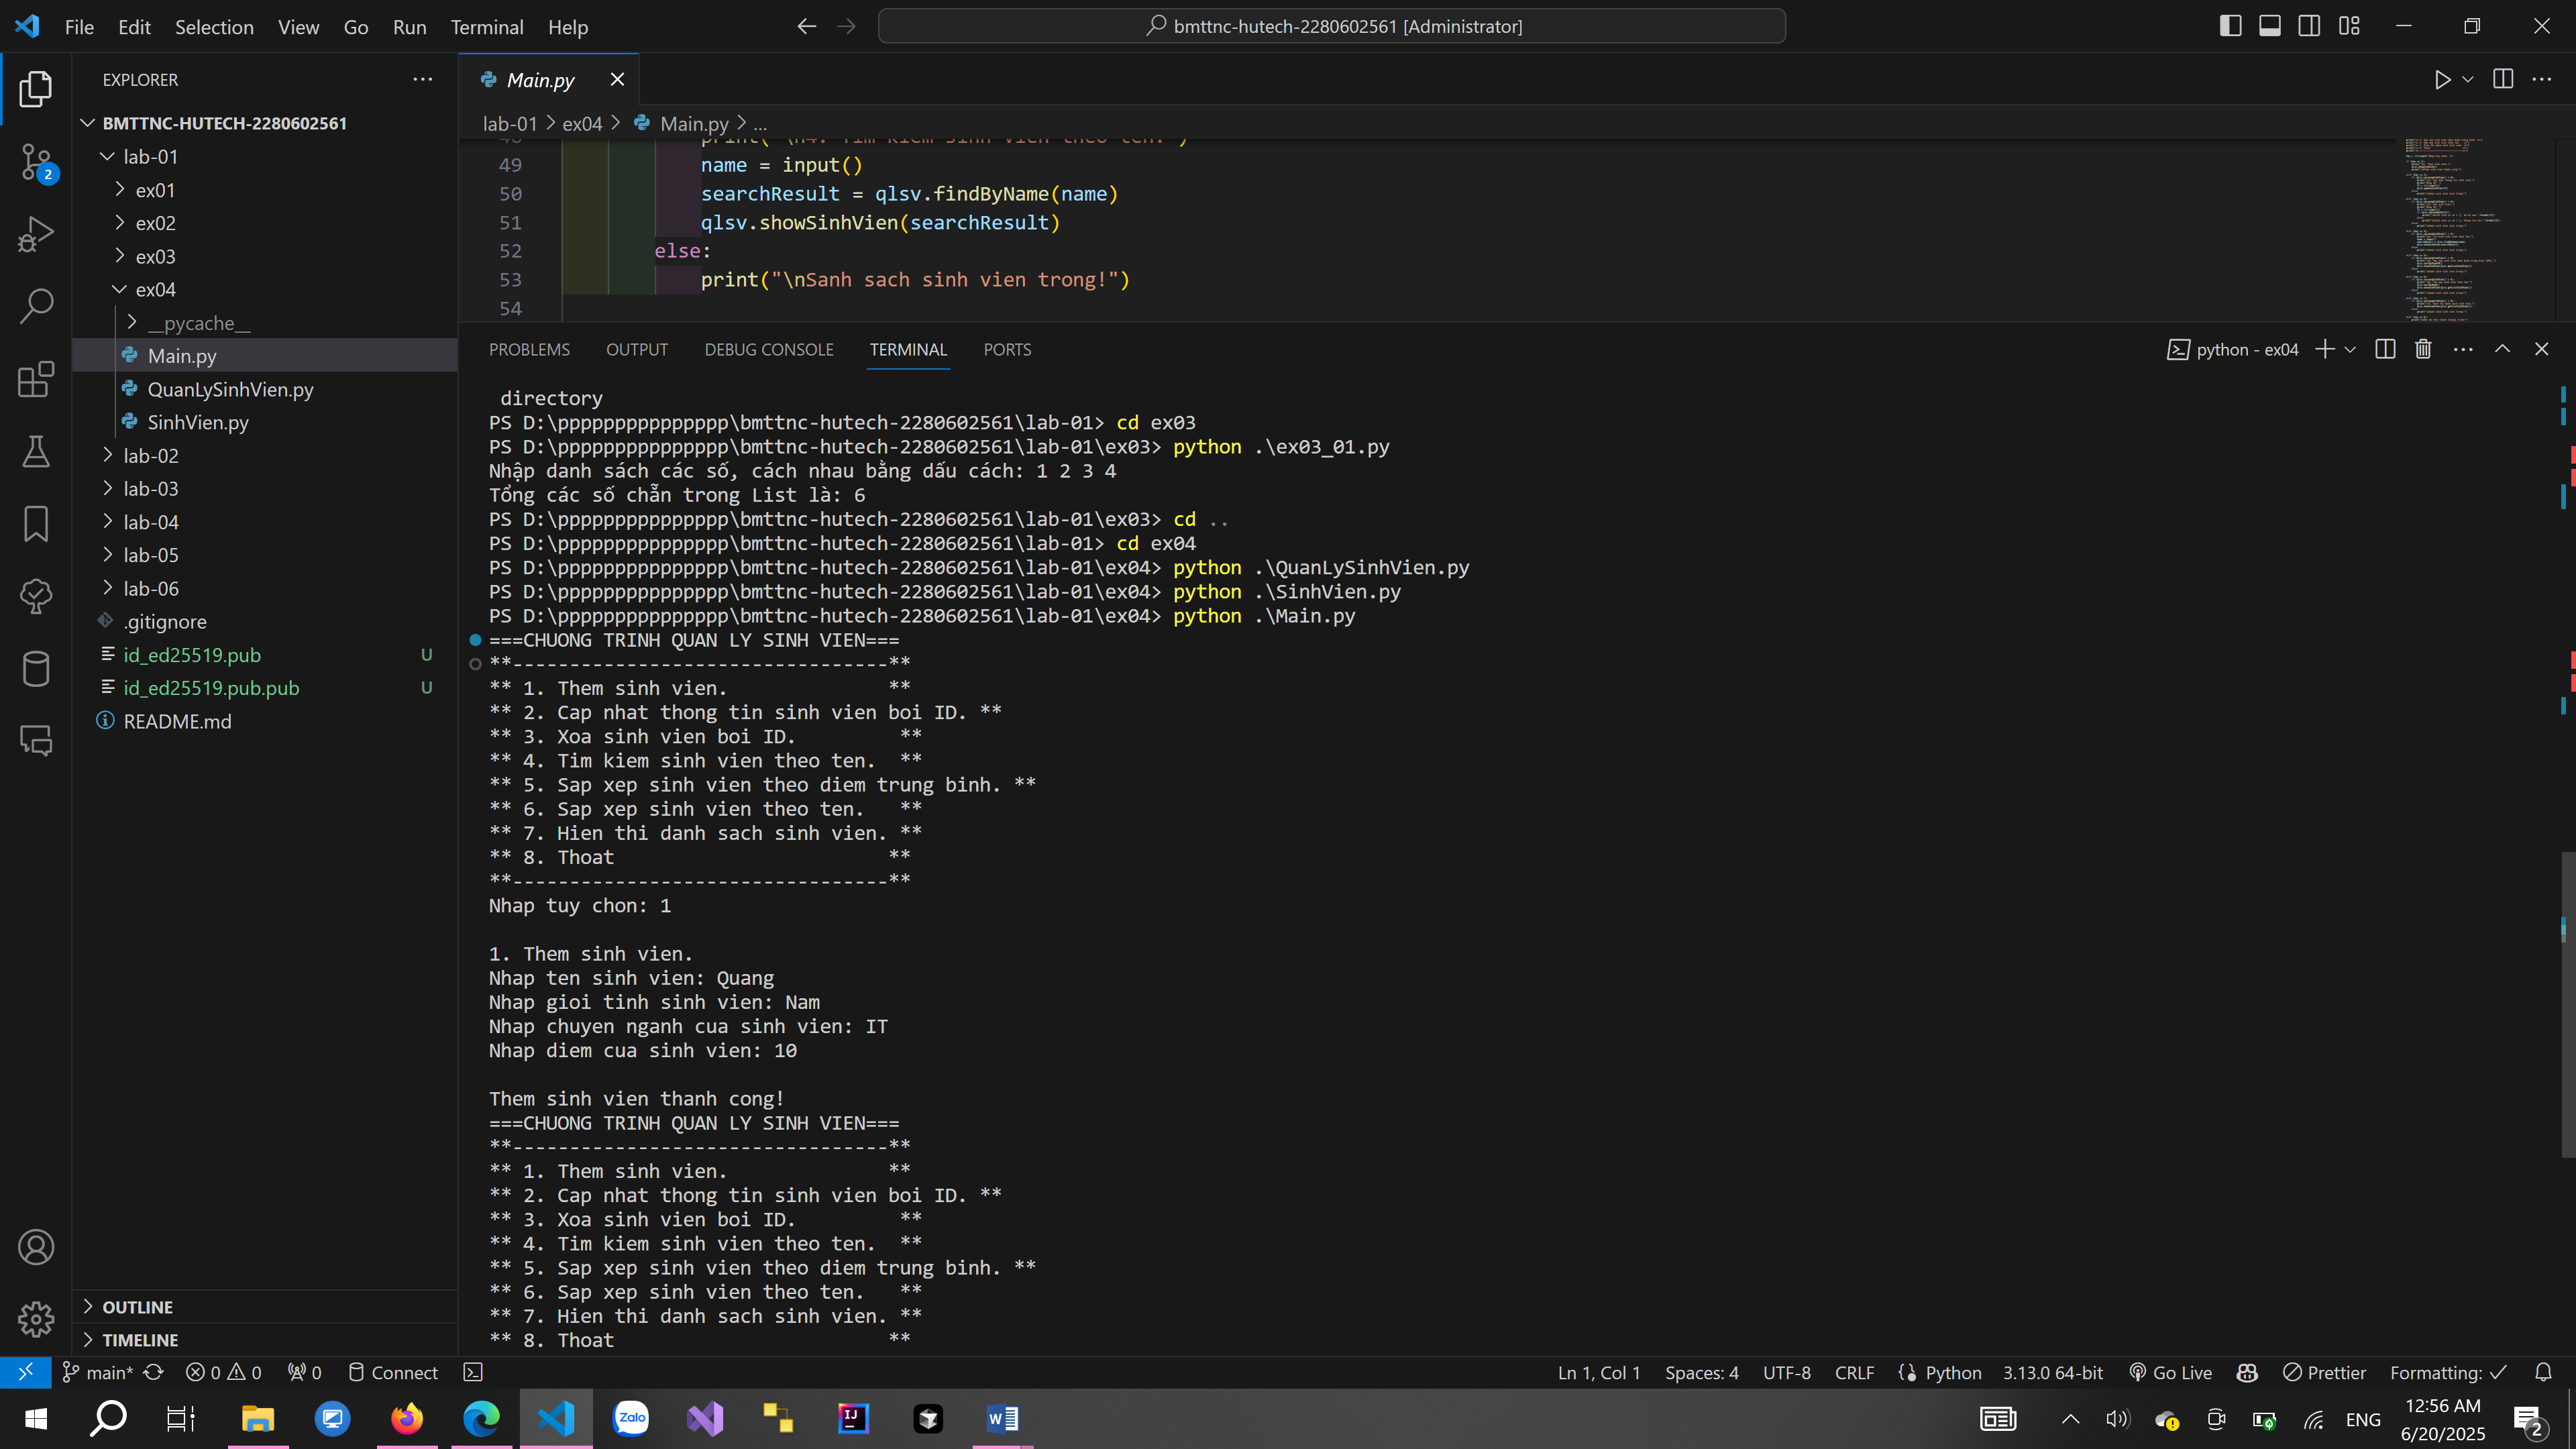 File Edit Selection View Go Run Terminal Help
bmttnc-hutech-2280602561 [Administrator]
EXPLORER
BMTTNC-HUTECH-2280602561
lab-01
ex01
ex02
ex03
ex04
__pycache__
Main.py
QuanLySinhVien.py
SinhVien.py
lab-02
lab-03
lab-04
lab-05
lab-06
.gitignore
id_ed25519.pub U
id_ed25519.pub.pub U
README.md
OUTLINE
TIMELINE
2
Main.py
lab-01 > ex04 > Main.py > ...
49 name = input()
50 searchResult = qlsv.findByName(name)
51 qlsv.showSinhVien(searchResult)
52 else:
53 print("\nSanh sach sinh vien trong!")
54
PROBLEMS OUTPUT DEBUG CONSOLE TERMINAL PORTS
python - ex04
directory
PS D:\ppppppppppppppp\bmttnc-hutech-2280602561\lab-01> cd ex03
PS D:\ppppppppppppppp\bmttnc-hutech-2280602561\lab-01\ex03> python .\ex03_01.py
Nhập danh sách các số, cách nhau bằng dấu cách: 1 2 3 4
Tổng các số chẵn trong List là: 6
PS D:\ppppppppppppppp\bmttnc-hutech-2280602561\lab-01\ex03> cd ..
PS D:\ppppppppppppppp\bmttnc-hutech-2280602561\lab-01> cd ex04
PS D:\ppppppppppppppp\bmttnc-hutech-2280602561\lab-01\ex04> python .\QuanLySinhVien.py
PS D:\ppppppppppppppp\bmttnc-hutech-2280602561\lab-01\ex04> python .\SinhVien.py
PS D:\ppppppppppppppp\bmttnc-hutech-2280602561\lab-01\ex04> python .\Main.py
===CHUONG TRINH QUAN LY SINH VIEN===
**---------------------------------**
** 1. Them sinh vien. **
** 2. Cap nhat thong tin sinh vien boi ID. **
** 3. Xoa sinh vien boi ID. **
** 4. Tim kiem sinh vien theo ten. **
** 5. Sap xep sinh vien theo diem trung binh. **
** 6. Sap xep sinh vien theo ten. **
** 7. Hien thi danh sach sinh vien. **
** 8. Thoat **
**---------------------------------**
Nhap tuy chon: 1
1. Them sinh vien.
Nhap ten sinh vien: Quang
Nhap gioi tinh sinh vien: Nam
Nhap chuyen nganh cua sinh vien: IT
Nhap diem cua sinh vien: 10
Them sinh vien thanh cong!
===CHUONG TRINH QUAN LY SINH VIEN===
**---------------------------------**
** 1. Them sinh vien. **
** 2. Cap nhat thong tin sinh vien boi ID. **
** 3. Xoa sinh vien boi ID. **
** 4. Tim kiem sinh vien theo ten. **
** 5. Sap xep sinh vien theo diem trung binh. **
** 6. Sap xep sinh vien theo ten. **
** 7. Hien thi danh sach sinh vien. **
** 8. Thoat **
main* 0 0 0 Connect Ln 1, Col 1 Spaces: 4 UTF-8 CRLF Python 3.13.0 64-bit Go Live Prettier Formatting:
Zalo
IJ
W
ENG
12:56 AM
6/20/2025
2